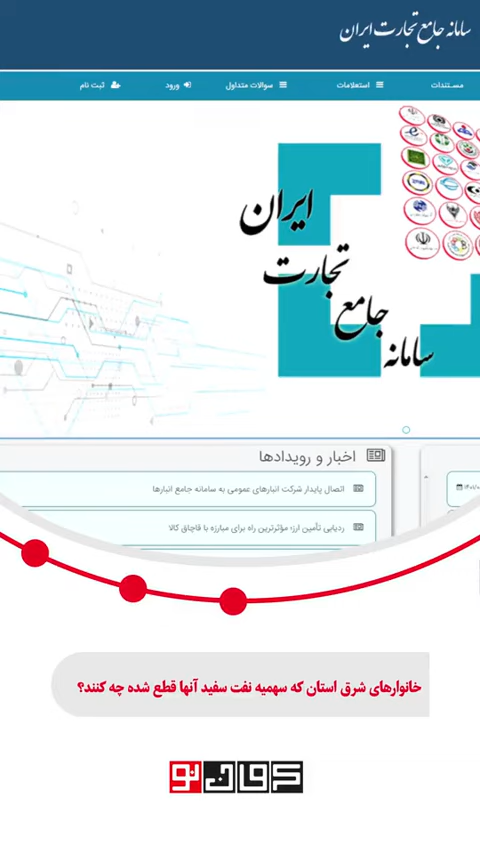 سامانه جامع تجارت ایران
مستندات
استعلامات
سوالات متداول
ورود
ثبت نام
ایران
تجارت
جامع
سامانه
اخبار و رویدادها
اتصال پایدار شرکت انبارهای عمومی به سامانه جامع انبارها
ردیابی تأمین ارز؛ مؤثرترین راه برای مبارزه با قاچاق کالا
خانوارهای شرق استان که سهمیه نفت سفید آنها قطع شده چه کنند؟
کرمان نو